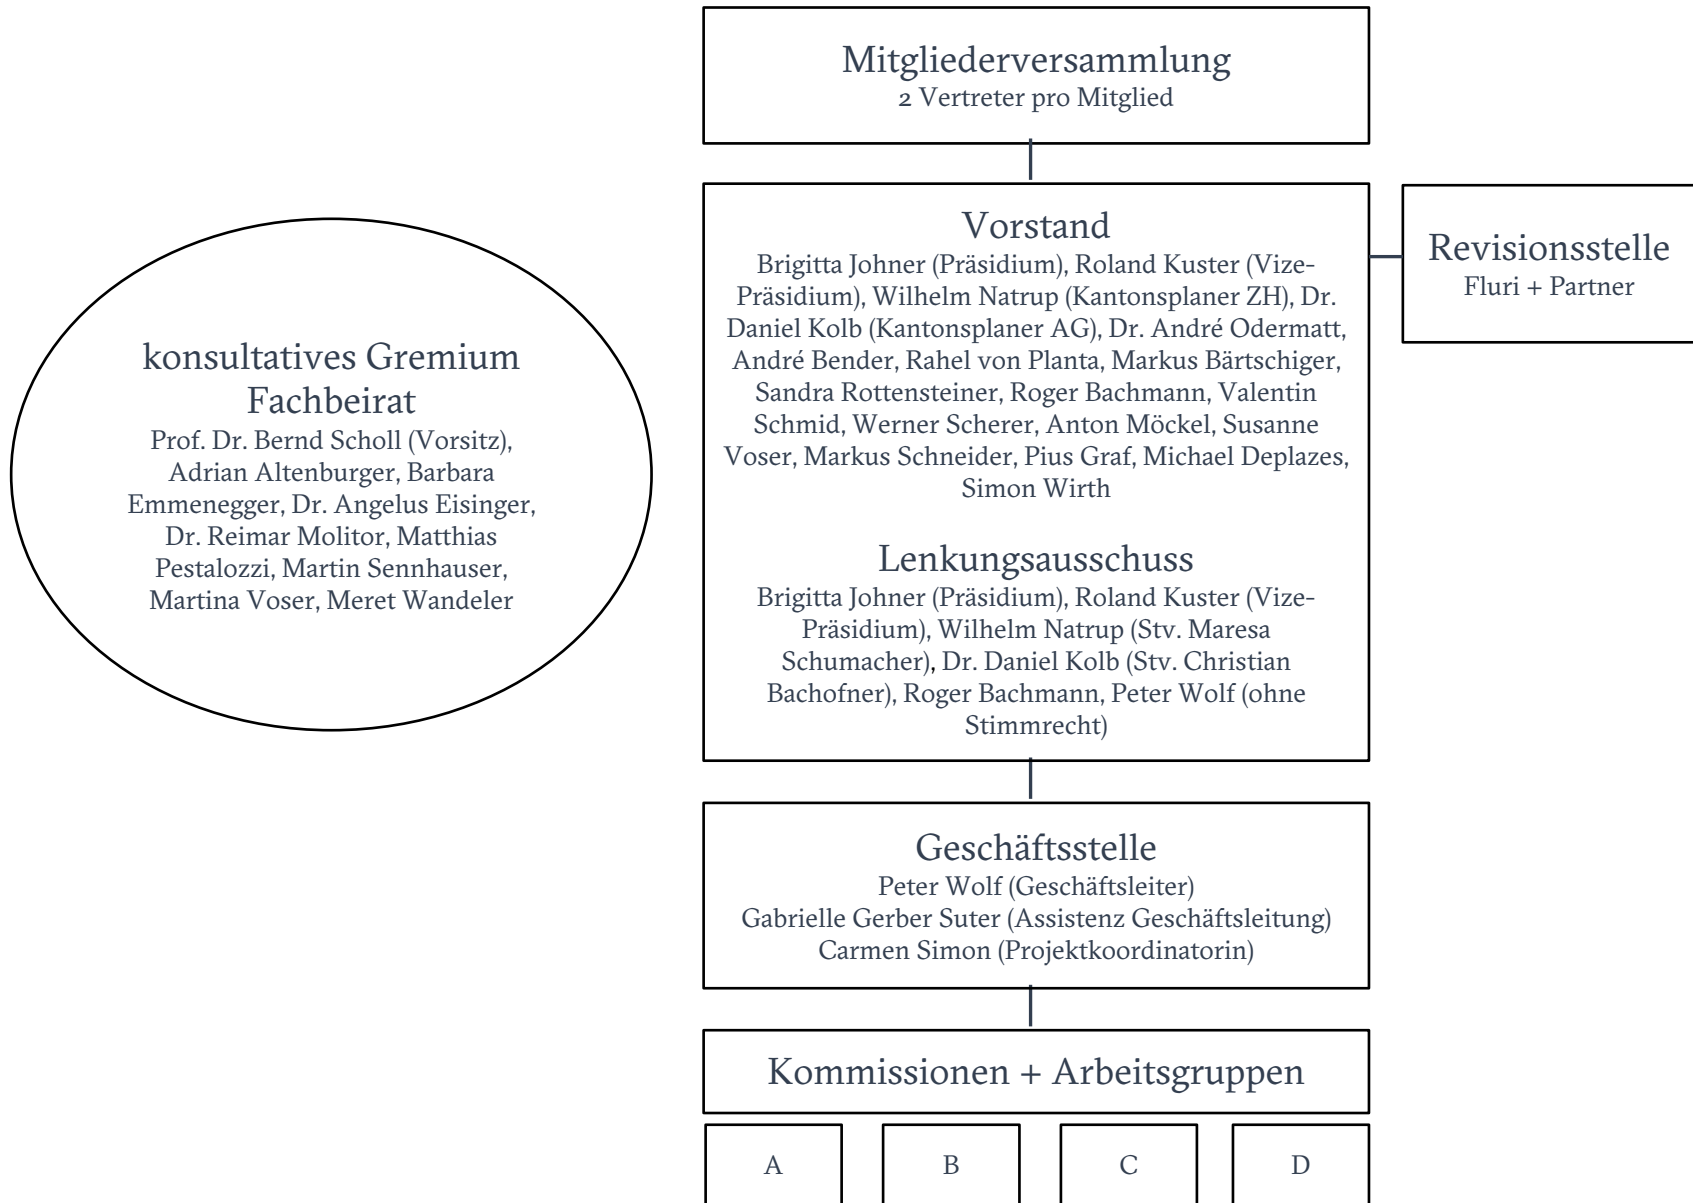 Mitgliederversammlung
2 Vertreter pro Mitglied
Vorstand
Brigitta Johner (Präsidium), Roland Kuster (Vize-
Präsidium), Wilhelm Natrup (Kantonsplaner ZH), Dr.
Daniel Kolb (Kantonsplaner AG), Dr. André Odermatt,
André Bender, Rahel von Planta, Markus Bärtschiger,
Sandra Rottensteiner, Roger Bachmann, Valentin
Schmid, Werner Scherer, Anton Möckel, Susanne
Voser, Markus Schneider, Pius Graf, Michael Deplazes,
Simon Wirth
Lenkungsausschuss
Brigitta Johner (Präsidium), Roland Kuster (Vize-
Präsidium), Wilhelm Natrup (Stv. Maresa
Schumacher), Dr. Daniel Kolb (Stv. Christian
Bachofner), Roger Bachmann, Peter Wolf (ohne
Stimmrecht)
Revisionsstelle
Fluri + Partner
konsultatives Gremium
Fachbeirat
Prof. Dr. Bernd Scholl (Vorsitz),
Adrian Altenburger, Barbara
Emmenegger, Dr. Angelus Eisinger,
Dr. Reimar Molitor, Matthias
Pestalozzi, Martin Sennhauser,
Martina Voser, Meret Wandeler
Geschäftsstelle
Peter Wolf (Geschäftsleiter)
Gabrielle Gerber Suter (Assistenz Geschäftsleitung)
Carmen Simon (Projektkoordinatorin)
Kommissionen + Arbeitsgruppen
A
B
C
D